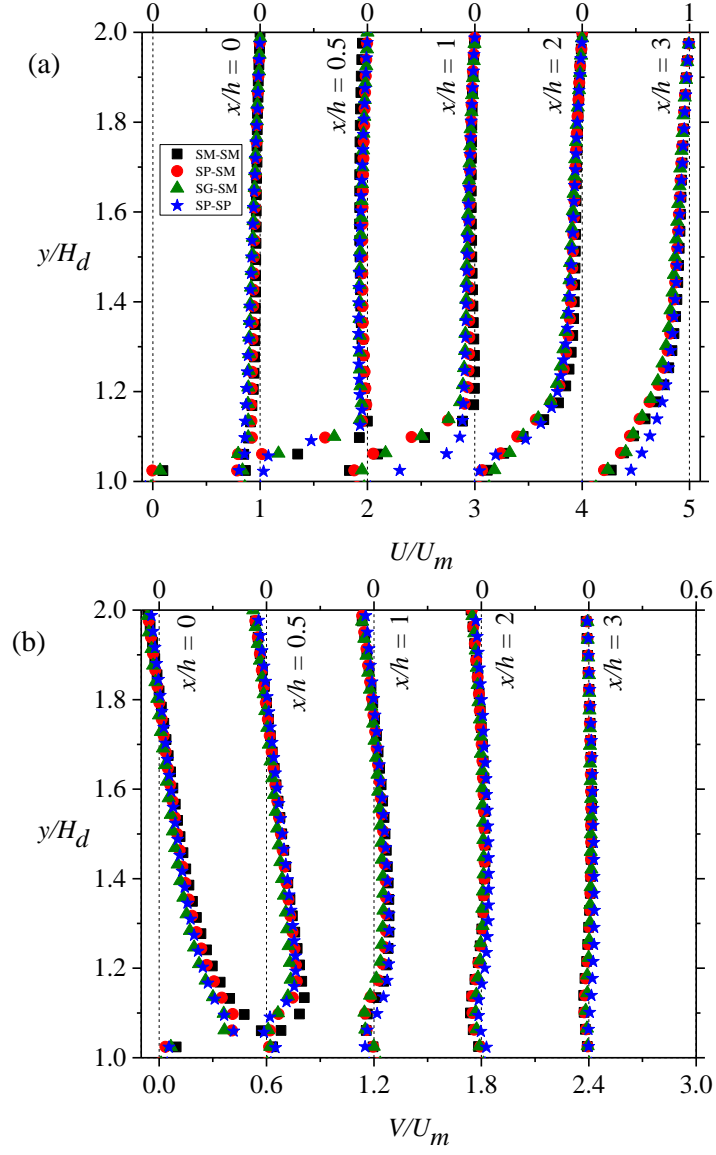 0 0 0 0 0 1
(a)
2.0
1.8
1.6
1.4
1.2
1.0
y/H_d
x/h = 0
x/h = 0.5
x/h = 1
x/h = 2
x/h = 3
SM-SM
SP-SM
SG-SM
SP-SP
0 1 2 3 4 5
U/U_m
0 0 0 0 0 0.6
(b)
2.0
1.8
1.6
1.4
1.2
1.0
y/H_d
x/h = 0
x/h = 0.5
x/h = 1
x/h = 2
x/h = 3
0.0 0.6 1.2 1.8 2.4 3.0
V/U_m